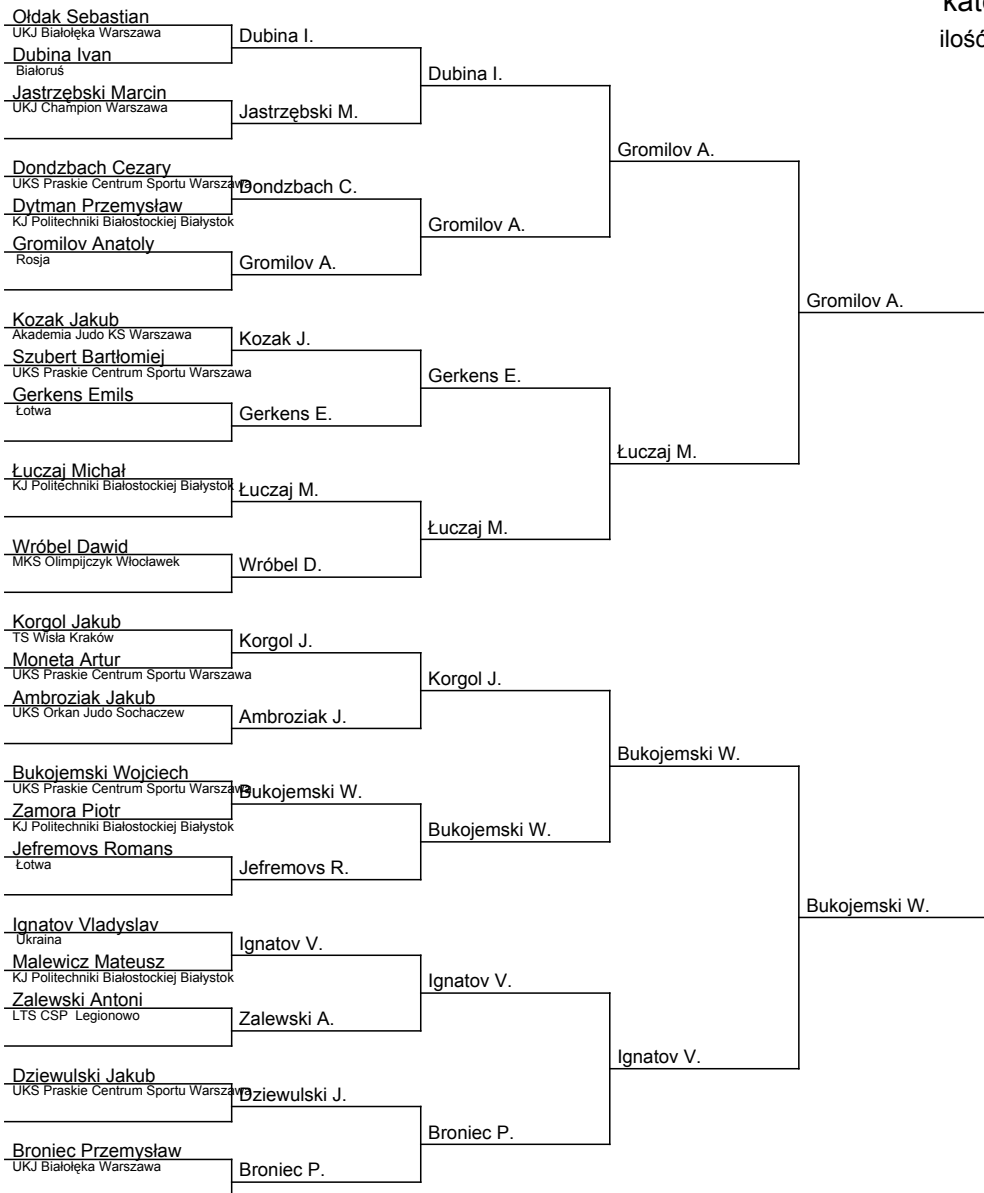 kat
ilość
Ołdak Sebastian
UKJ Białołęka Warszawa
Dubina I.
Dubina Ivan
Białoruś
Dubina I.
Jastrzębski Marcin
UKJ Champion Warszawa
Jastrzębski M.
Gromilov A.
Dondzbach Cezary
UKS Praskie Centrum Sportu Warszawa
Dondzbach C.
Dytman Przemysław
KJ Politechniki Białostockiej Białystok
Gromilov A.
Gromilov Anatoly
Rosja
Gromilov A.
Gromilov A.
Kozak Jakub
Akademia Judo KS Warszawa
Kozak J.
Szubert Bartłomiej
UKS Praskie Centrum Sportu Warszawa
Gerkens E.
Gerkens Emils
Łotwa
Gerkens E.
Łuczaj M.
Łuczaj Michał
KJ Politechniki Białostockiej Białystok
Łuczaj M.
Łuczaj M.
Wróbel Dawid
MKS Olimpijczyk Włocławek
Wróbel D.
Korgol Jakub
TS Wisła Kraków
Korgol J.
Moneta Artur
UKS Praskie Centrum Sportu Warszawa
Korgol J.
Ambroziak Jakub
UKS Orkan Judo Sochaczew
Ambroziak J.
Bukojemski W.
Bukojemski Wojciech
UKS Praskie Centrum Sportu Warszawa
Bukojemski W.
Zamora Piotr
KJ Politechniki Białostockiej Białystok
Bukojemski W.
Jefremovs Romans
Łotwa
Jefremovs R.
Bukojemski W.
Ignatov Vladyslav
Ukraina
Ignatov V.
Malewicz Mateusz
KJ Politechniki Białostockiej Białystok
Ignatov V.
Zalewski Antoni
LTS CSP Legionowo
Zalewski A.
Ignatov V.
Dziewulski Jakub
UKS Praskie Centrum Sportu Warszawa
Dziewulski J.
Broniec P.
Broniec Przemysław
UKJ Białołęka Warszawa
Broniec P.